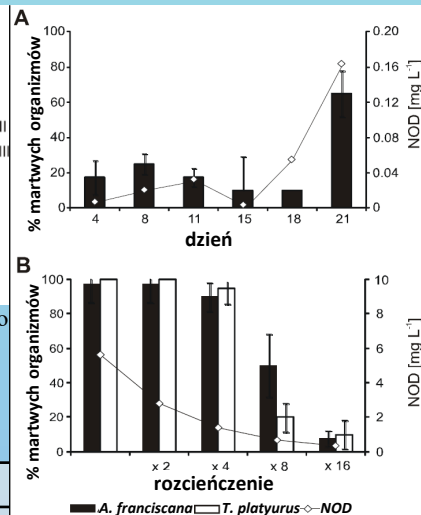 A
% martwych organizmów
100
80
60
40
20
0
4 8 11 15 18 21
dzień
0.20
0.16
0.12
0.08
0.04
0
NOD [mg L⁻¹]
II
III
B
% martwych organizmów
100
80
60
40
20
0
x 2 x 4 x 8 x 16
rozcieńczenie
10
8
6
4
2
0
NOD [mg L⁻¹]
A. franciscana T. platyurus NOD